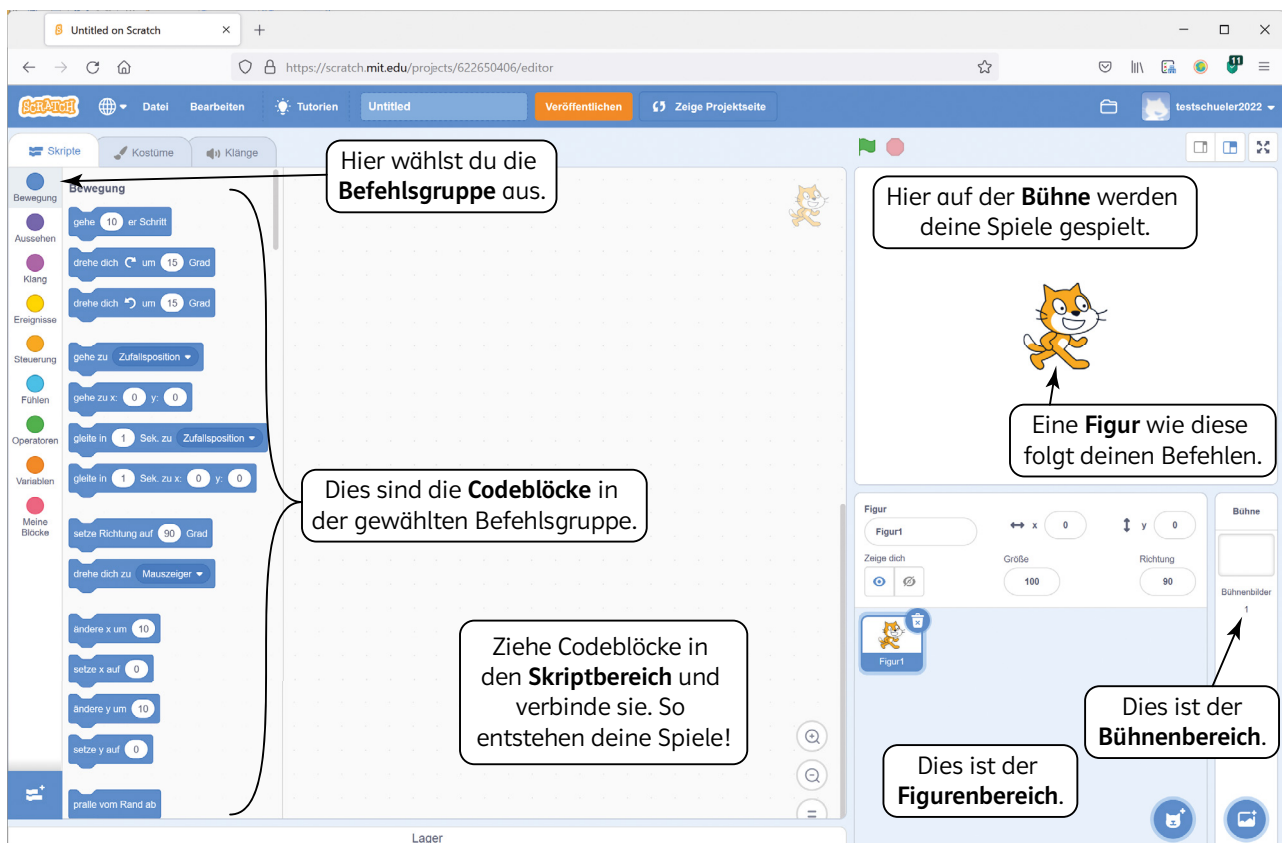 Untitled on Scratch
https://scratch.mit.edu/projects/622650406/editor
11
SCRATCH
Datei
Bearbeiten
Tutorien
Untitled
Veröffentlichen
Zeige Projektseite
testschueler2022
Skripte
Kostüme
Klänge
Hier wählst du die
Befehlsgruppe aus.
Bewegung
Aussehen
Klang
Ereignisse
Steuerung
Fühlen
Operatoren
Variablen
Meine
Blöcke
Bewegung
gehe 10 er Schritt
drehe dich um 15 Grad
drehe dich um 15 Grad
gehe zu Zufallsposition
gehe zu x: 0 y: 0
gleite in 1 Sek. zu Zufallsposition
gleite in 1 Sek. zu x: 0 y: 0
setze Richtung auf 90 Grad
drehe dich zu Mauszeiger
ändere x um 10
setze x auf 0
ändere y um 10
setze y auf 0
pralle vom Rand ab
Dies sind die Codeblöcke in
der gewählten Befehlsgruppe.
Ziehe Codeblöcke in
den Skriptbereich und
verbinde sie. So
entstehen deine Spiele!
Lager
Hier auf der Bühne werden
deine Spiele gespielt.
Eine Figur wie diese
folgt deinen Befehlen.
Figur
Figur1
x 0
y 0
Zeige dich
Größe
100
Richtung
90
Figur1
Bühne
Bühnenbilder
1
Dies ist der
Bühnenbereich.
Dies ist der
Figurenbereich.